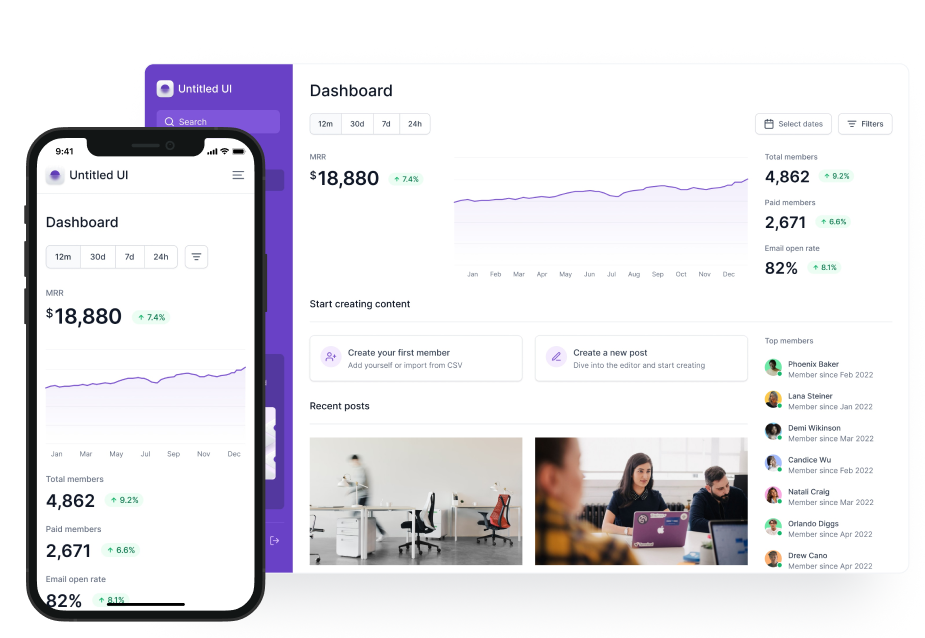 Untitled UI
Search
Dashboard
12m 30d 7d 24h
Select dates
Filters
MRR
$18,880
7.4%
Jan Feb Mar Apr May Jun Jul Aug Sep Oct Nov Dec
Total members
4,862
9.2%
Paid members
2,671
6.6%
Email open rate
82%
8.1%
Start creating content
Create your first member
Add yourself or import from CSV
Create a new post
Dive into the editor and start creating
Recent posts
Top members
Phoenix Baker
Member since Feb 2022
Lana Steiner
Member since Jan 2022
Demi Wikinson
Member since Mar 2022
Candice Wu
Member since Feb 2022
Natali Craig
Member since Mar 2022
Orlando Diggs
Member since Apr 2022
Drew Cano
Member since Apr 2022
9:41
Untitled UI
Dashboard
12m 30d 7d 24h
MRR
$18,880
7.4%
Jan Mar May Jul Sep Nov Dec
Total members
4,862
9.2%
Paid members
2,671
6.6%
Email open rate
82%
8.1%